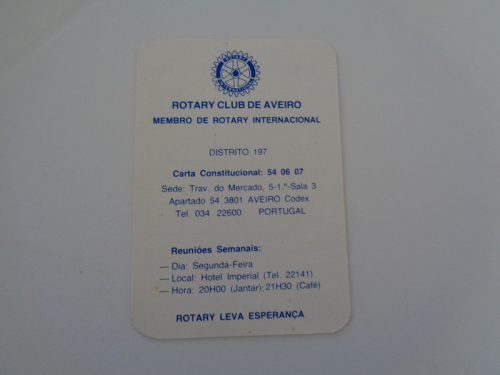 ROTARY
INTERNATIONAL
ROTARY CLUB DE AVEIRO
MEMBRO DE ROTARY INTERNACIONAL
DISTRITO 197
Carta Constitucional: 54 06 07
Sede: Trav. do Mercado, 5-1.º-Sala 3
Apartado 54 3801 AVEIRO Codex
Tel. 034 22600 PORTUGAL
Reuniões Semanais:
— Dia: Segunda-Feira
— Local: Hotel Imperial (Tel. 22141)
— Hora: 20H00 (Jantar); 21H30 (Café)
ROTARY LEVA ESPERANÇA